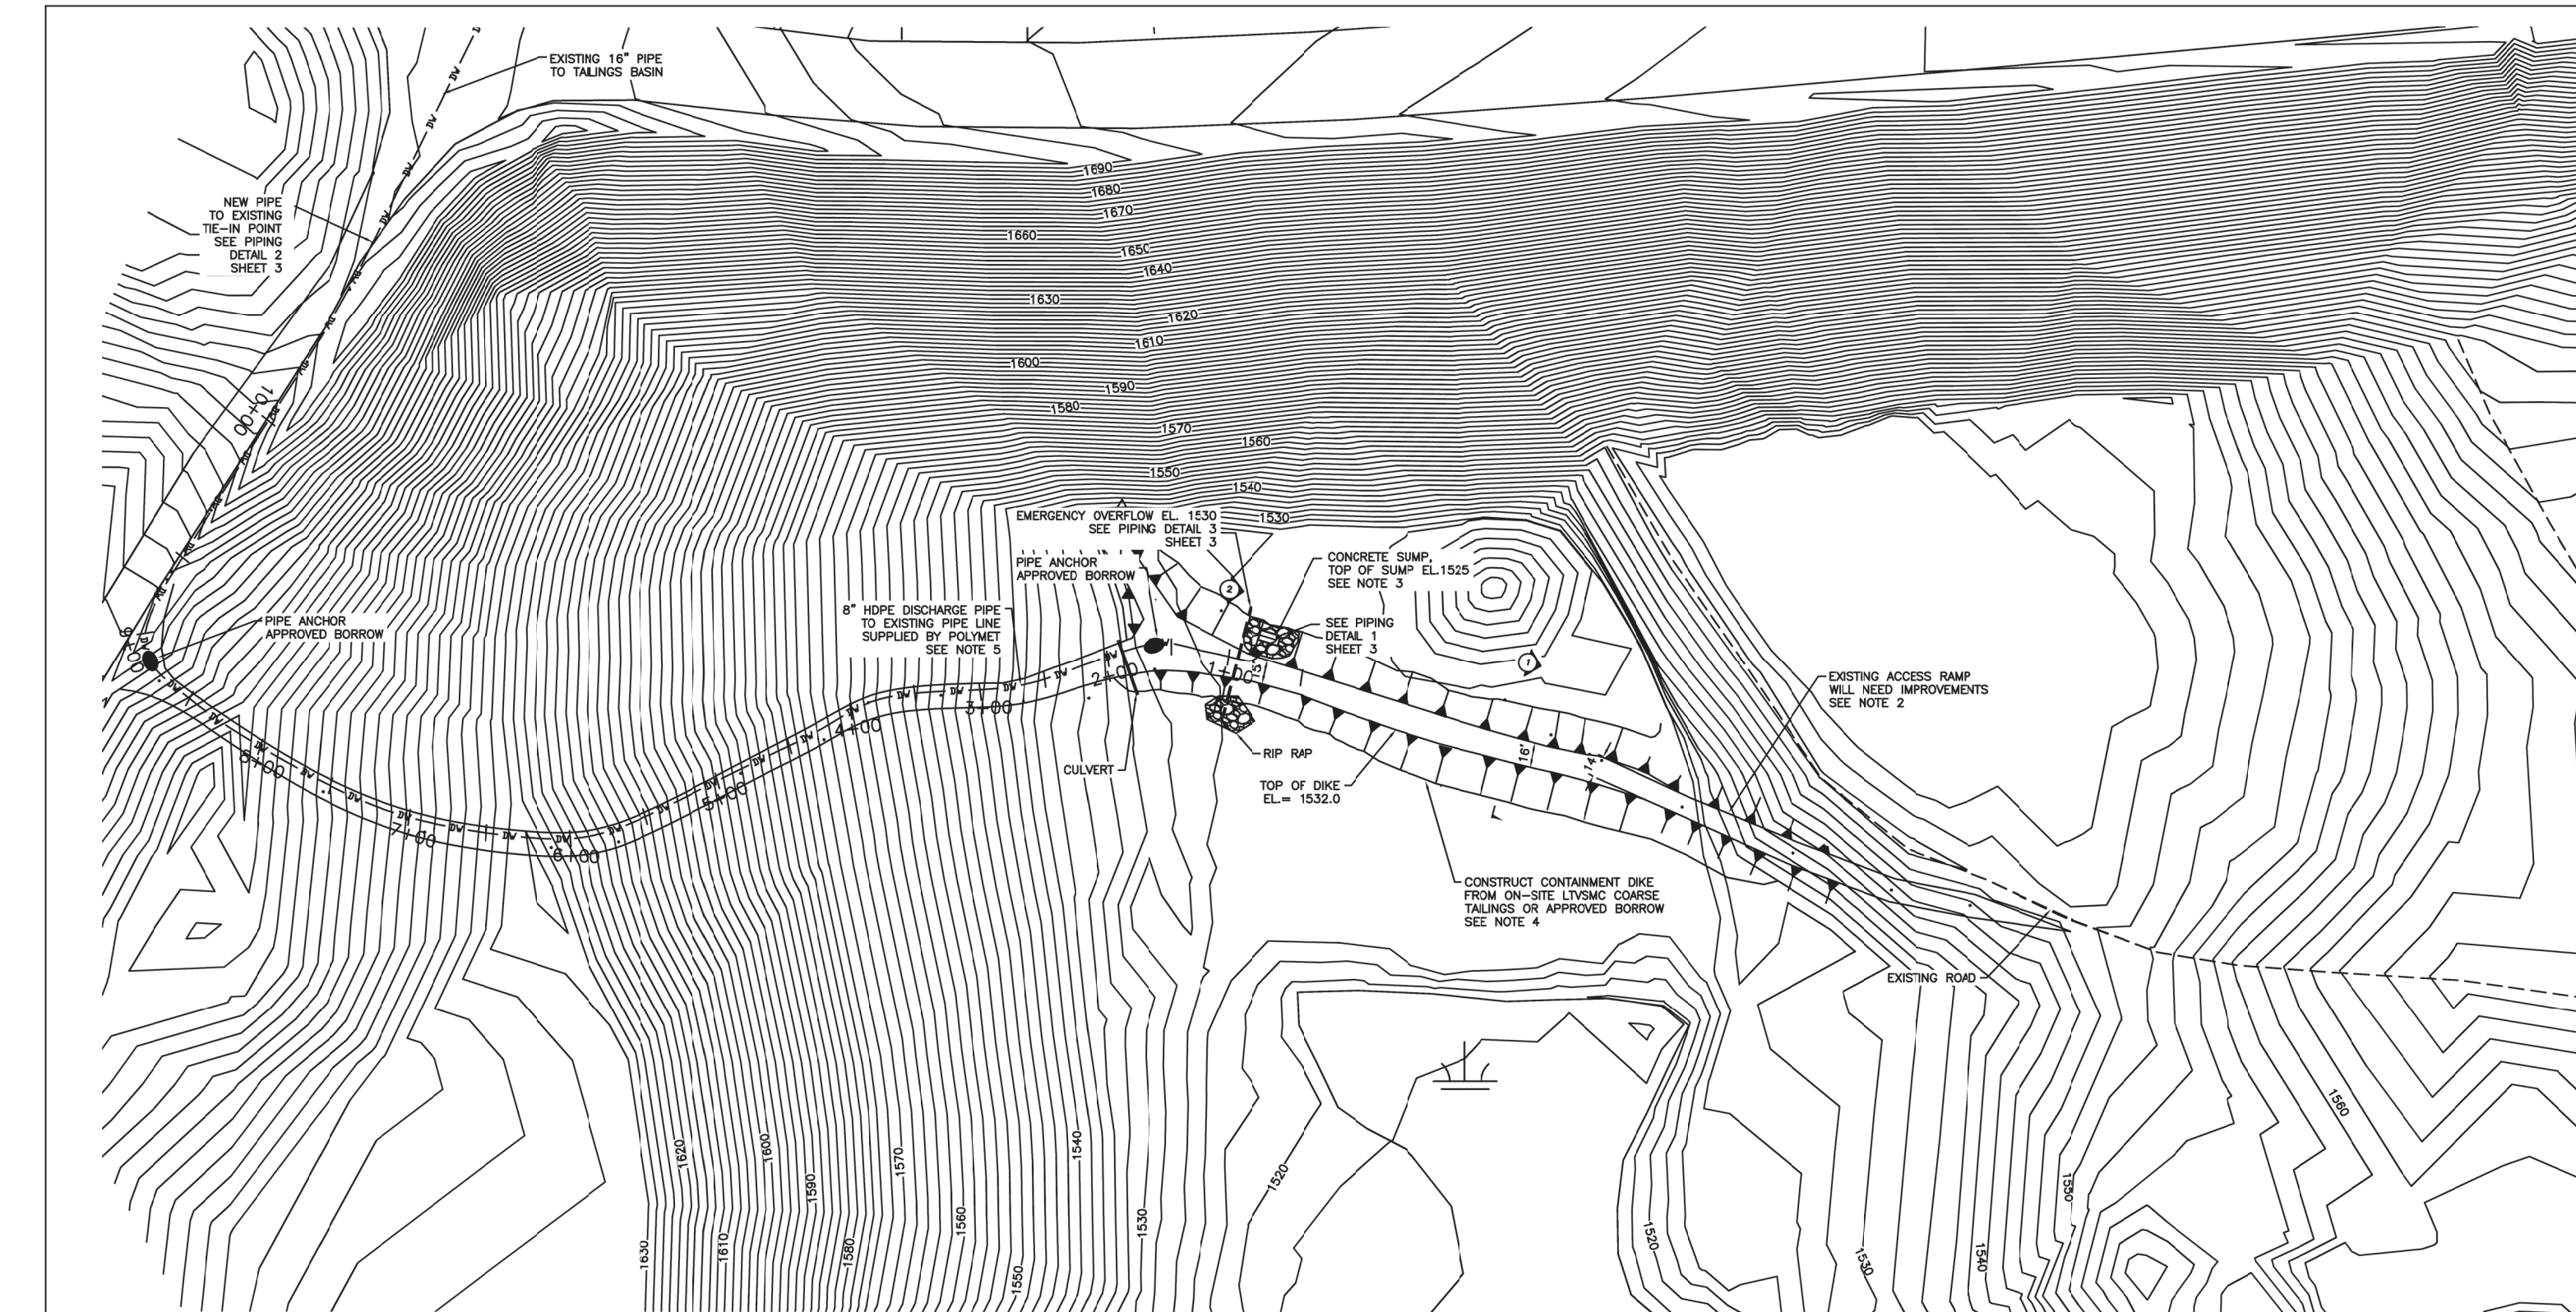 EXISTING 16" PIPE
TO TAILINGS BASIN
NEW PIPE
TO EXISTING
TIE-IN POINT
SEE PIPING
DETAIL 2
SHEET 3
1690
1680
1670
1660
1650
1640
1630
1620
1610
1600
1590
1580
1570
1560
1550
1540
1530
10+00
EMERGENCY OVERFLOW EL. 1530
SEE PIPING DETAIL 3
SHEET 3
PIPE ANCHOR
APPROVED BORROW
CONCRETE SUMP,
TOP OF SUMP EL.1525
SEE NOTE 3
2
8" HDPE DISCHARGE PIPE
TO EXISTING PIPE LINE
SUPPLIED BY POLYMET
SEE NOTE 5
SEE PIPING
DETAIL 1
SHEET 3
1
PIPE ANCHOR
APPROVED BORROW
9+00
1+00
15'
2+00
3+00
4+00
5+00
6+00
7+00
8+00
DW
EXISTING ACCESS RAMP
WILL NEED IMPROVEMENTS
SEE NOTE 2
RIP RAP
CULVERT
16'
14'
TOP OF DIKE
EL.= 1532.0
CONSTRUCT CONTAINMENT DIKE
FROM ON-SITE LTVSMC COARSE
TAILINGS OR APPROVED BORROW
SEE NOTE 4
EXISTING ROAD
1630
1620
1610
1600
1590
1580
1570
1560
1550
1540
1530
1520
1520
1530
1540
1550
1560